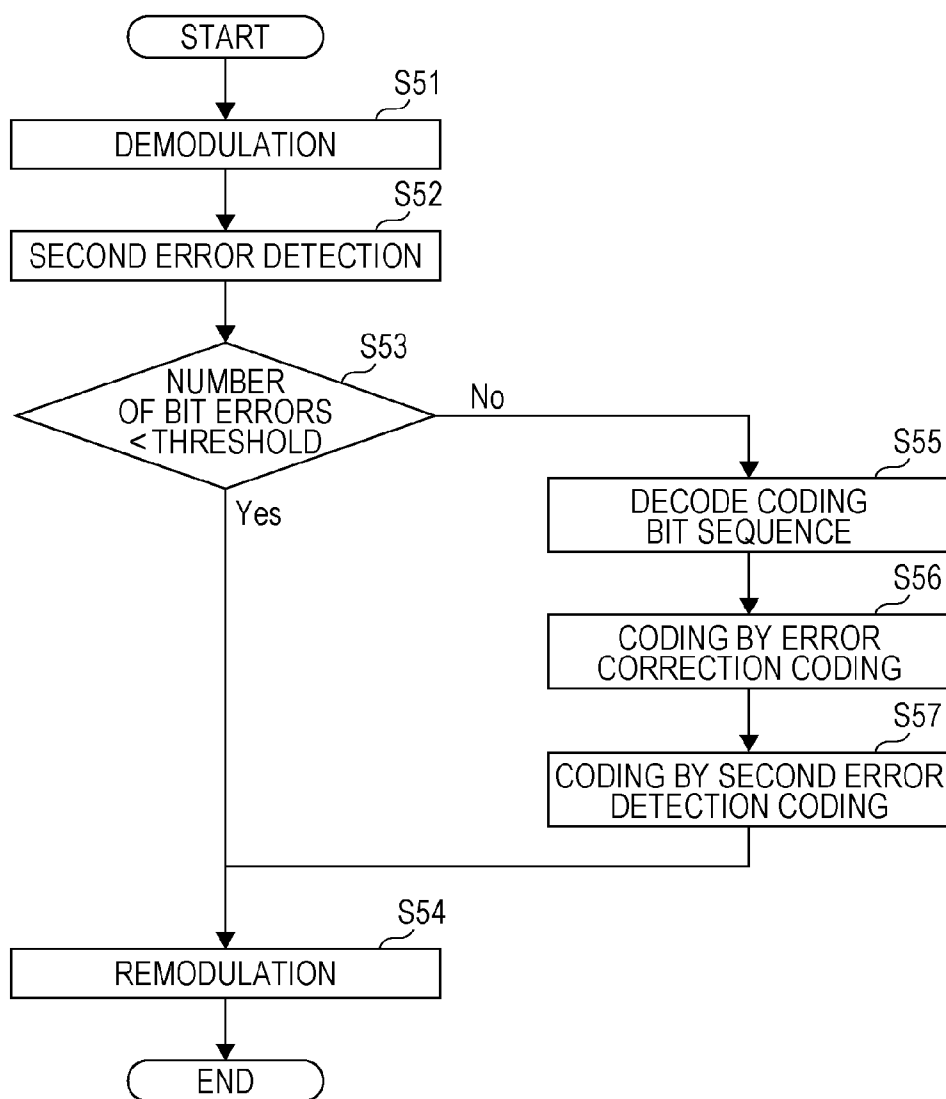 START
S51
DEMODULATION
S52
SECOND ERROR DETECTION
S53
NUMBER
OF BIT ERRORS
< THRESHOLD
No
Yes
S55
DECODE CODING
BIT SEQUENCE
S56
CODING BY ERROR
CORRECTION CODING
S57
CODING BY SECOND ERROR
DETECTION CODING
S54
REMODULATION
END